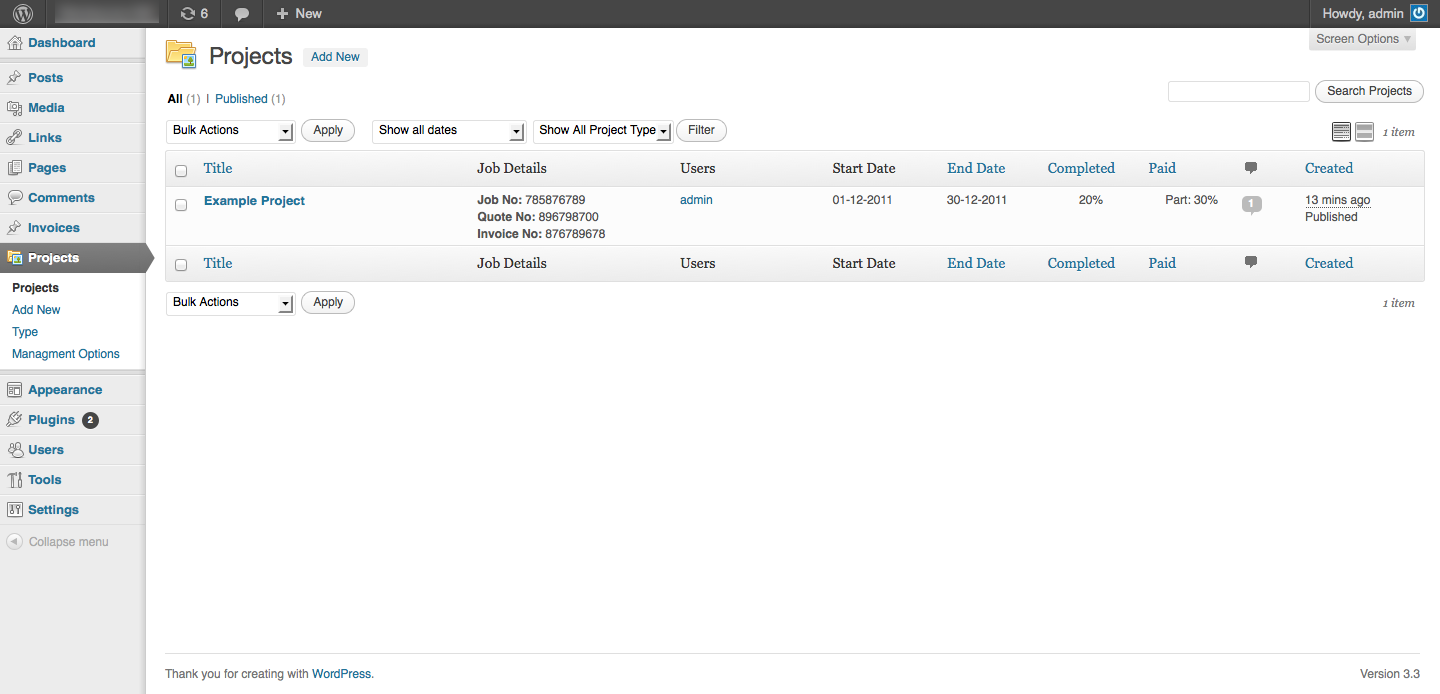 6 New Howdy, admin
Screen Options
Dashboard
Posts
Media
Links
Pages
Comments
Invoices
Projects
Projects
Add New
Type
Managment Options
Appearance
Plugins 2
Users
Tools
Settings
Collapse menu
Projects Add New
All (1) | Published (1)
Search Projects
Bulk Actions Apply Show all dates Show All Project Type Filter 1 item
Title Job Details Users Start Date End Date Completed Paid Created
Example Project Job No: 785876789 admin 01-12-2011 30-12-2011 20% Part: 30% 1 13 mins ago
Quote No: 896798700 Published
Invoice No: 876789678
Title Job Details Users Start Date End Date Completed Paid Created
Bulk Actions Apply 1 item
Thank you for creating with WordPress. Version 3.3